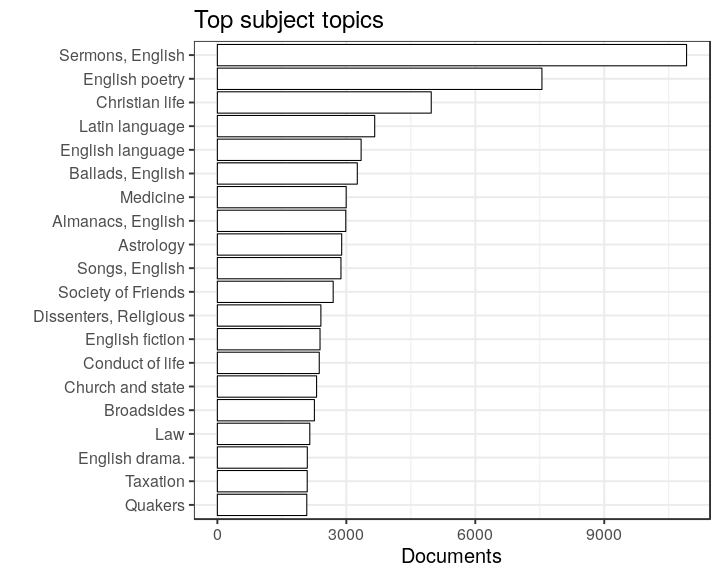 Top subject topics
Sermons, English
English poetry
Christian life
Latin language
English language
Ballads, English
Medicine
Almanacs, English
Astrology
Songs, English
Society of Friends
Dissenters, Religious
English fiction
Conduct of life
Church and state
Broadsides
Law
English drama.
Taxation
Quakers
0 3000 6000 9000
Documents